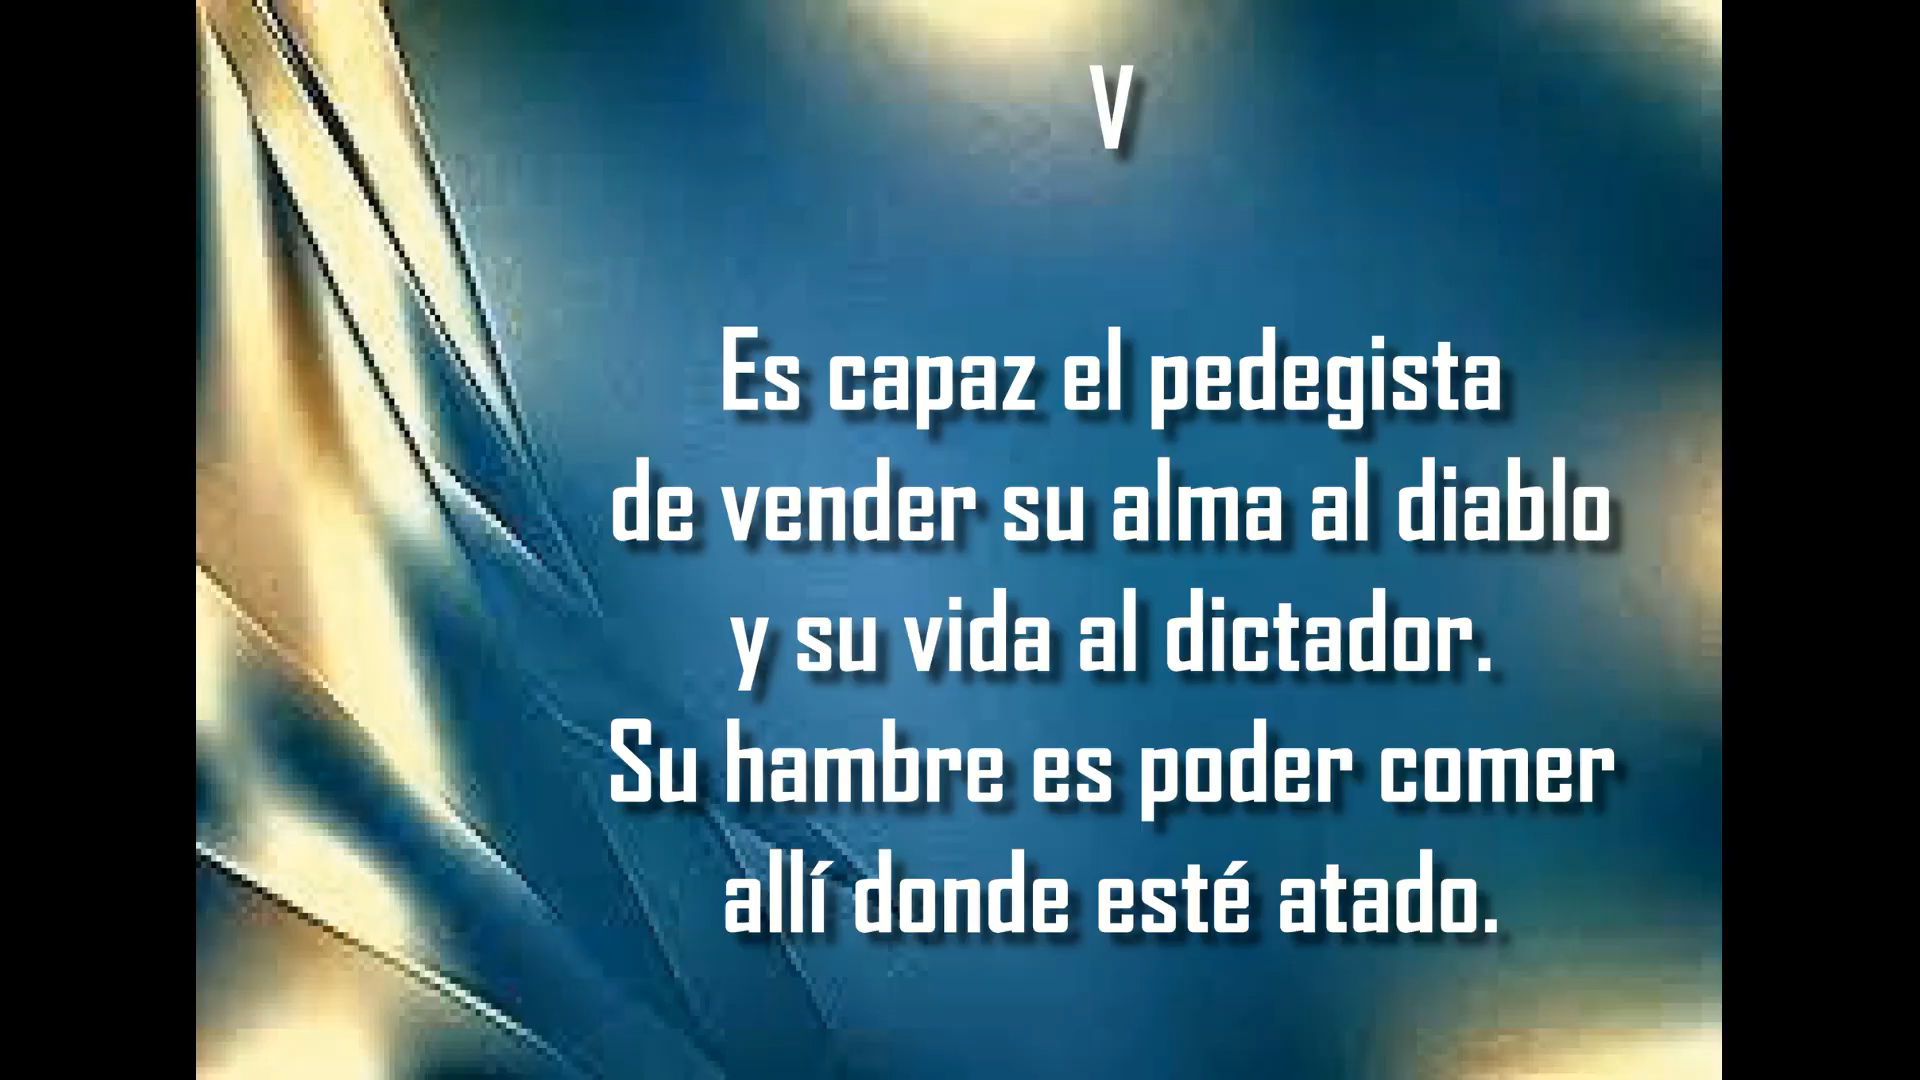 V
Es capaz el pedegista
de vender su alma al diablo
y su vida al dictador.
Su hambre es poder comer
allí donde esté atado.